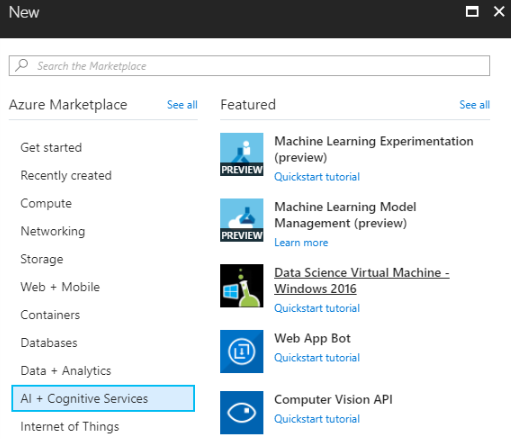 New
Search the Marketplace
Azure Marketplace
See all
Get started
Recently created
Compute
Networking
Storage
Web + Mobile
Containers
Databases
Data + Analytics
AI + Cognitive Services
Internet of Things
Featured
See all
PREVIEW
Machine Learning Experimentation
(preview)
Quickstart tutorial
PREVIEW
Machine Learning Model
Management (preview)
Learn more
Data Science Virtual Machine -
Windows 2016
Quickstart tutorial
Web App Bot
Quickstart tutorial
Computer Vision API
Quickstart tutorial